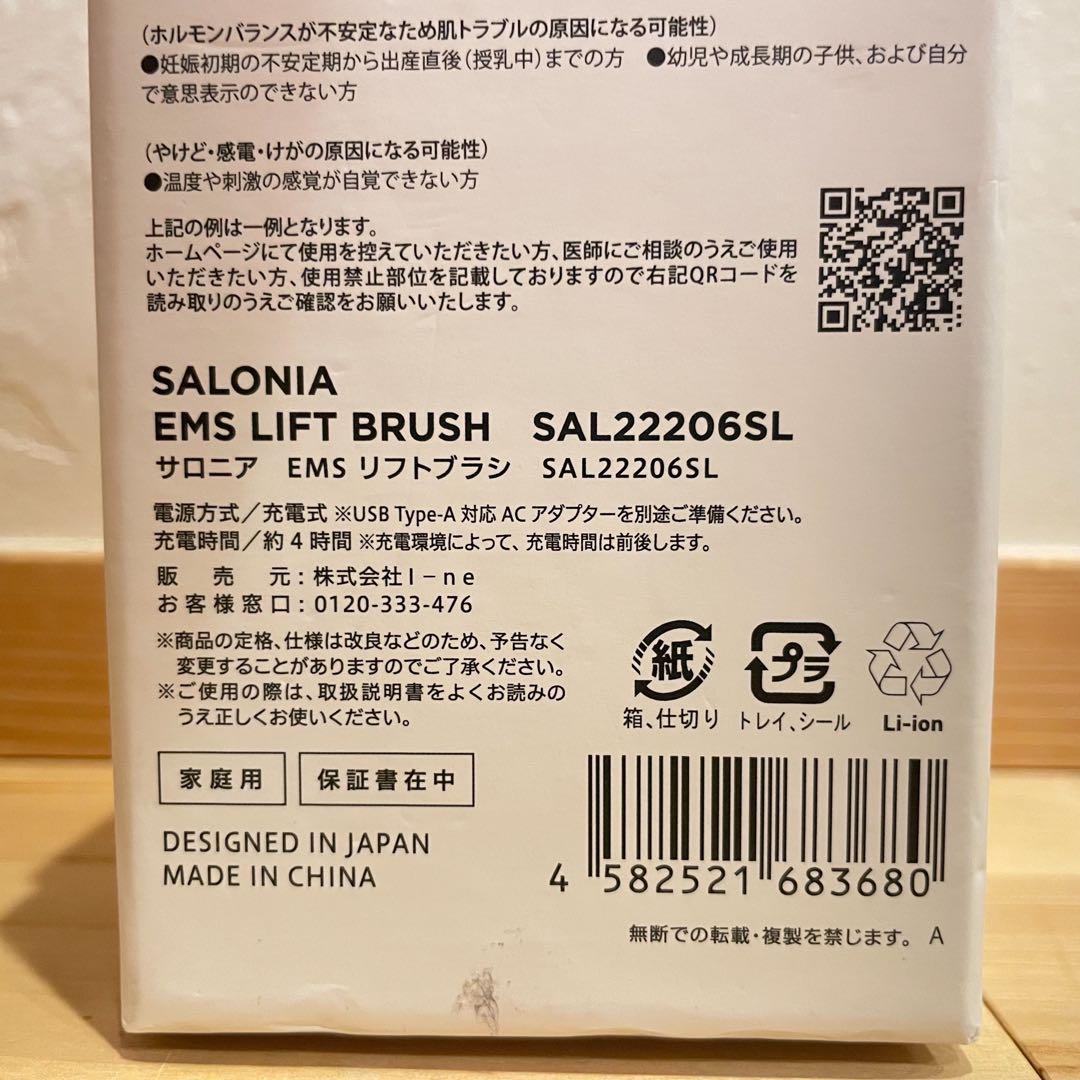 (ホルモンバランスが不安定なため肌トラブルの原因になる可能性)
●妊娠初期の不安定期から出産直後(授乳中)までの方　●幼児や成長期の子供、および自分
で意思表示のできない方
(やけど・感電・けがの原因になる可能性)
●温度や刺激の感覚が自覚できない方
上記の例は一例となります。
ホームページにて使用を控えていただきたい方、医師にご相談のうえご使用
いただきたい方、使用禁止部位を記載しておりますので右記QRコードを
読み取りのうえご確認をお願いいたします。
SALONIA
EMS LIFT BRUSH　SAL22206SL
サロニア　EMS リフトブラシ　SAL22206SL
電源方式／充電式 ※USB Type-A 対応 AC アダプターを別途ご準備ください。
充電時間／約 4 時間 ※充電環境によって、充電時間は前後します。
販売元：株式会社I－ne
お客様窓口：0120-333-476
※商品の定格、仕様は改良などのため、予告なく
変更することがありますのでご了承ください。
※ご使用の際は、取扱説明書をよくお読みの
うえ正しくお使いください。
紙
箱、仕切り
プラ
トレイ、シール
Li-ion
家庭用
保証書在中
DESIGNED IN JAPAN
MADE IN CHINA
4 582521 683680
無断での転載・複製を禁じます。 A